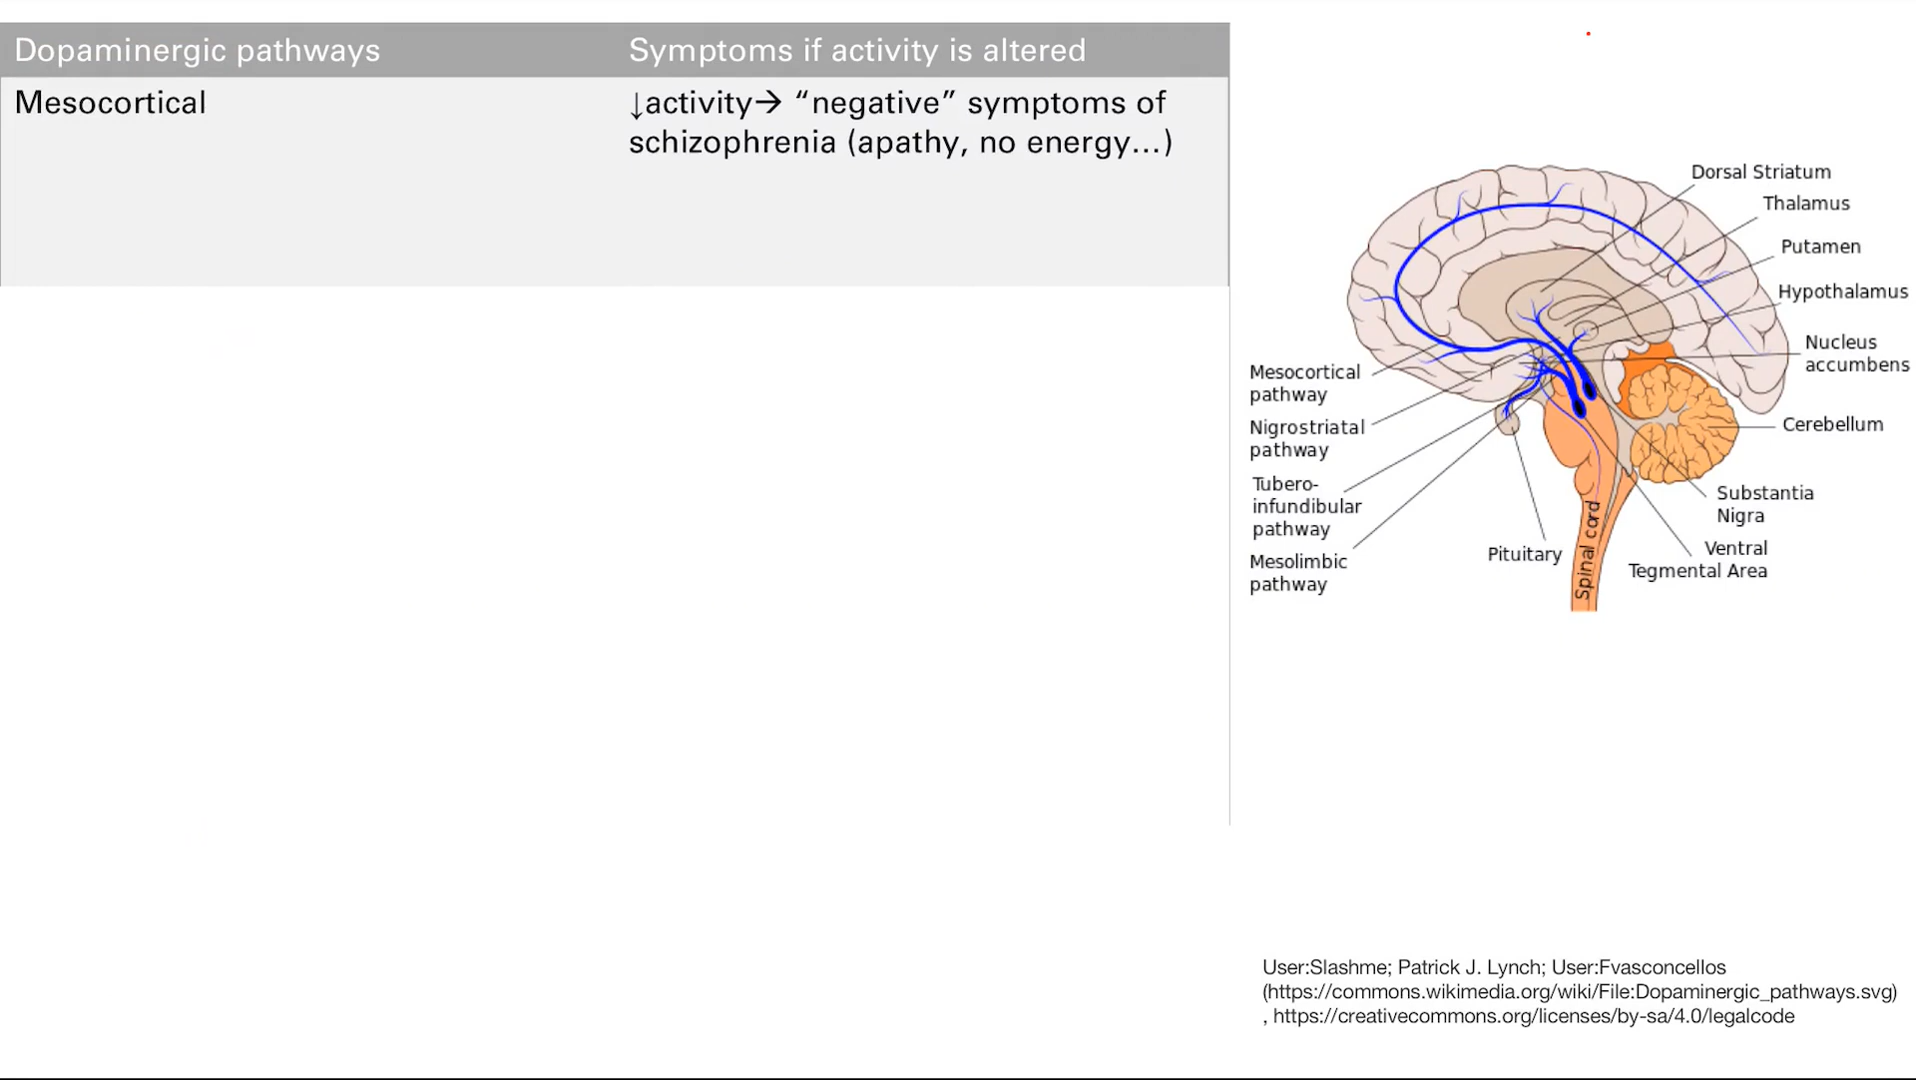 Dopaminergic pathways
Symptoms if activity is altered
Mesocortical
↓activity→ “negative” symptoms of
schizophrenia (apathy, no energy…)
Dorsal Striatum
Thalamus
Putamen
Hypothalamus
Nucleus
accumbens
Cerebellum
Substantia
Nigra
Ventral
Tegmental Area
Spinal cord
Pituitary
Mesocortical
pathway
Nigrostriatal
pathway
Tubero-
infundibular
pathway
Mesolimbic
pathway
User:Slashme; Patrick J. Lynch; User:Fvasconcellos
(https://commons.wikimedia.org/wiki/File:Dopaminergic_pathways.svg)
, https://creativecommons.org/licenses/by-sa/4.0/legalcode